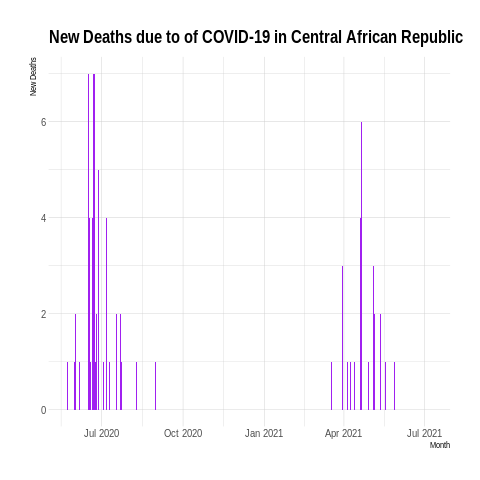 New Deaths due to of COVID-19 in Central African Republic
New Deaths
6
4
2
0
Jul 2020 Oct 2020 Jan 2021 Apr 2021 Jul 2021
Month